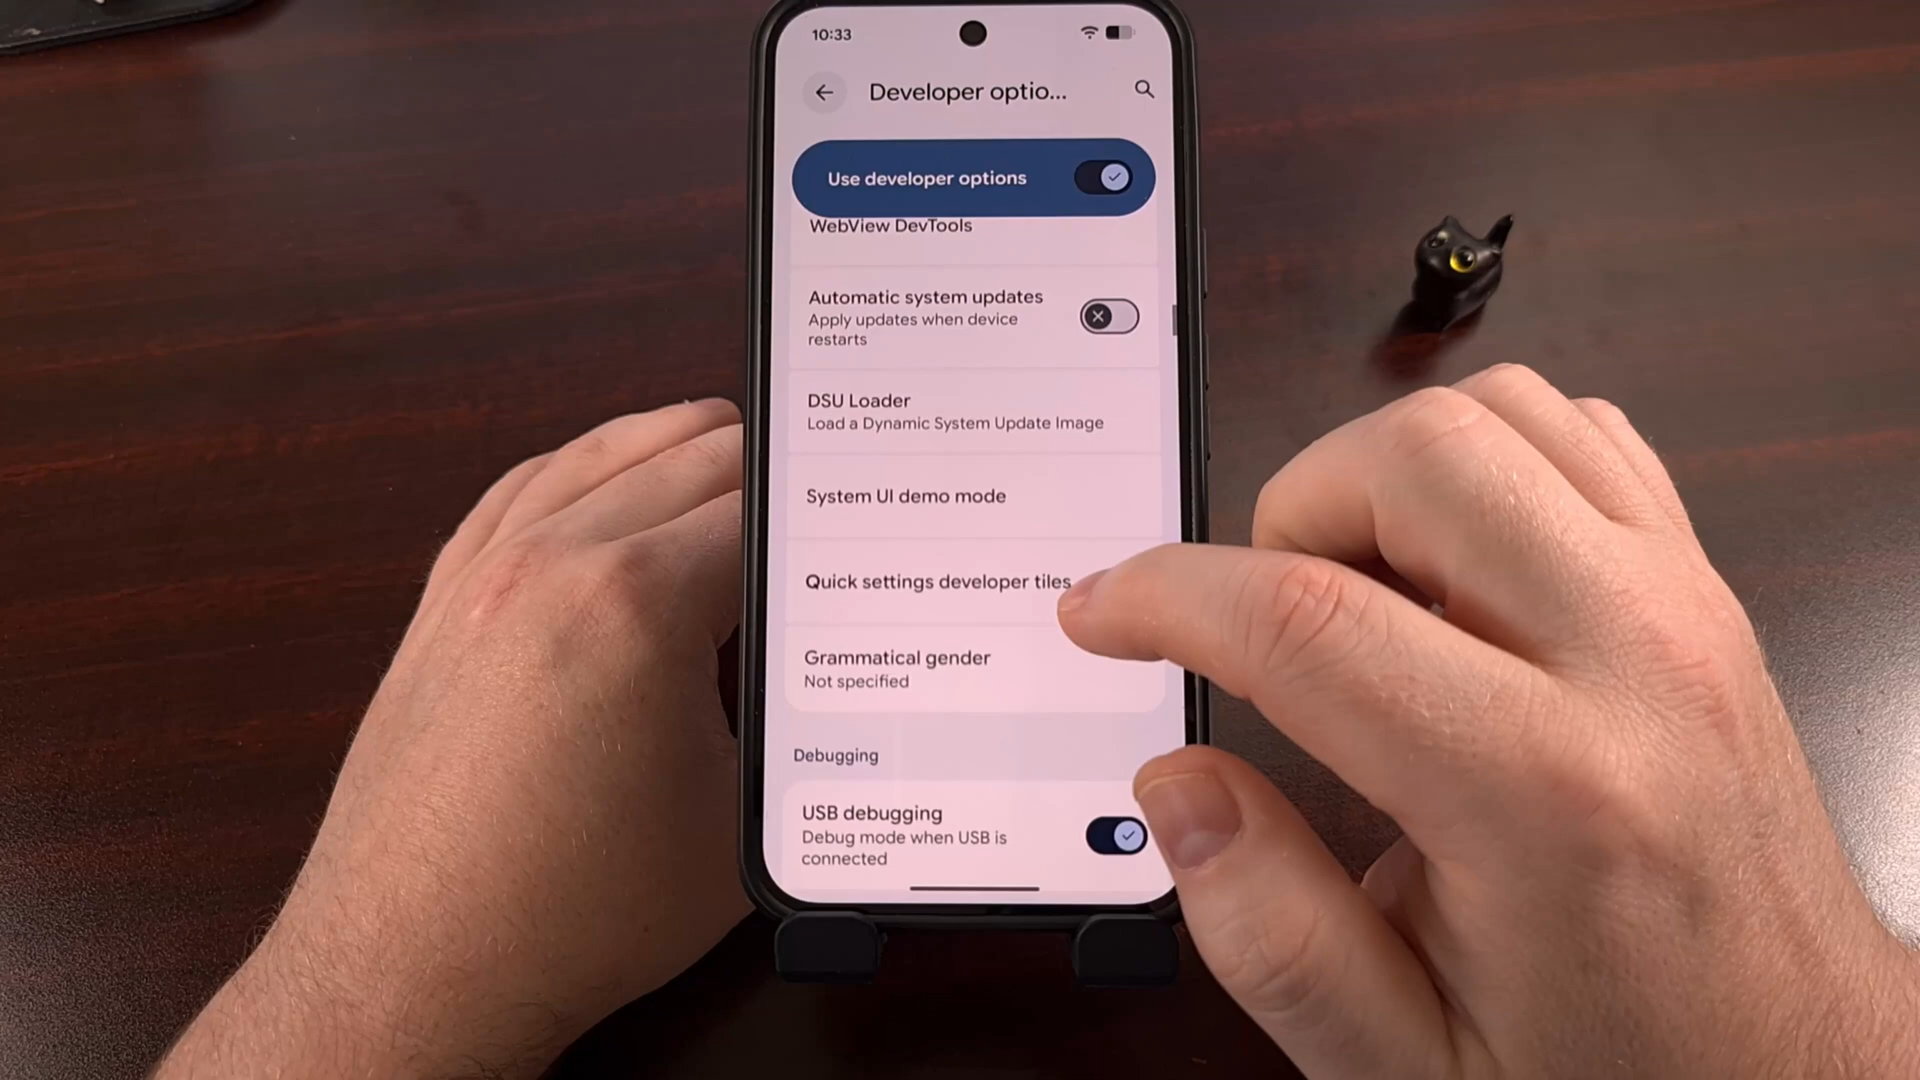 10:33
Developer optio...
Use developer options
WebView DevTools
Automatic system updates
Apply updates when device
restarts
DSU Loader
Load a Dynamic System Update Image
System UI demo mode
Quick settings developer tiles
Grammatical gender
Not specified
Debugging
USB debugging
Debug mode when USB is
connected